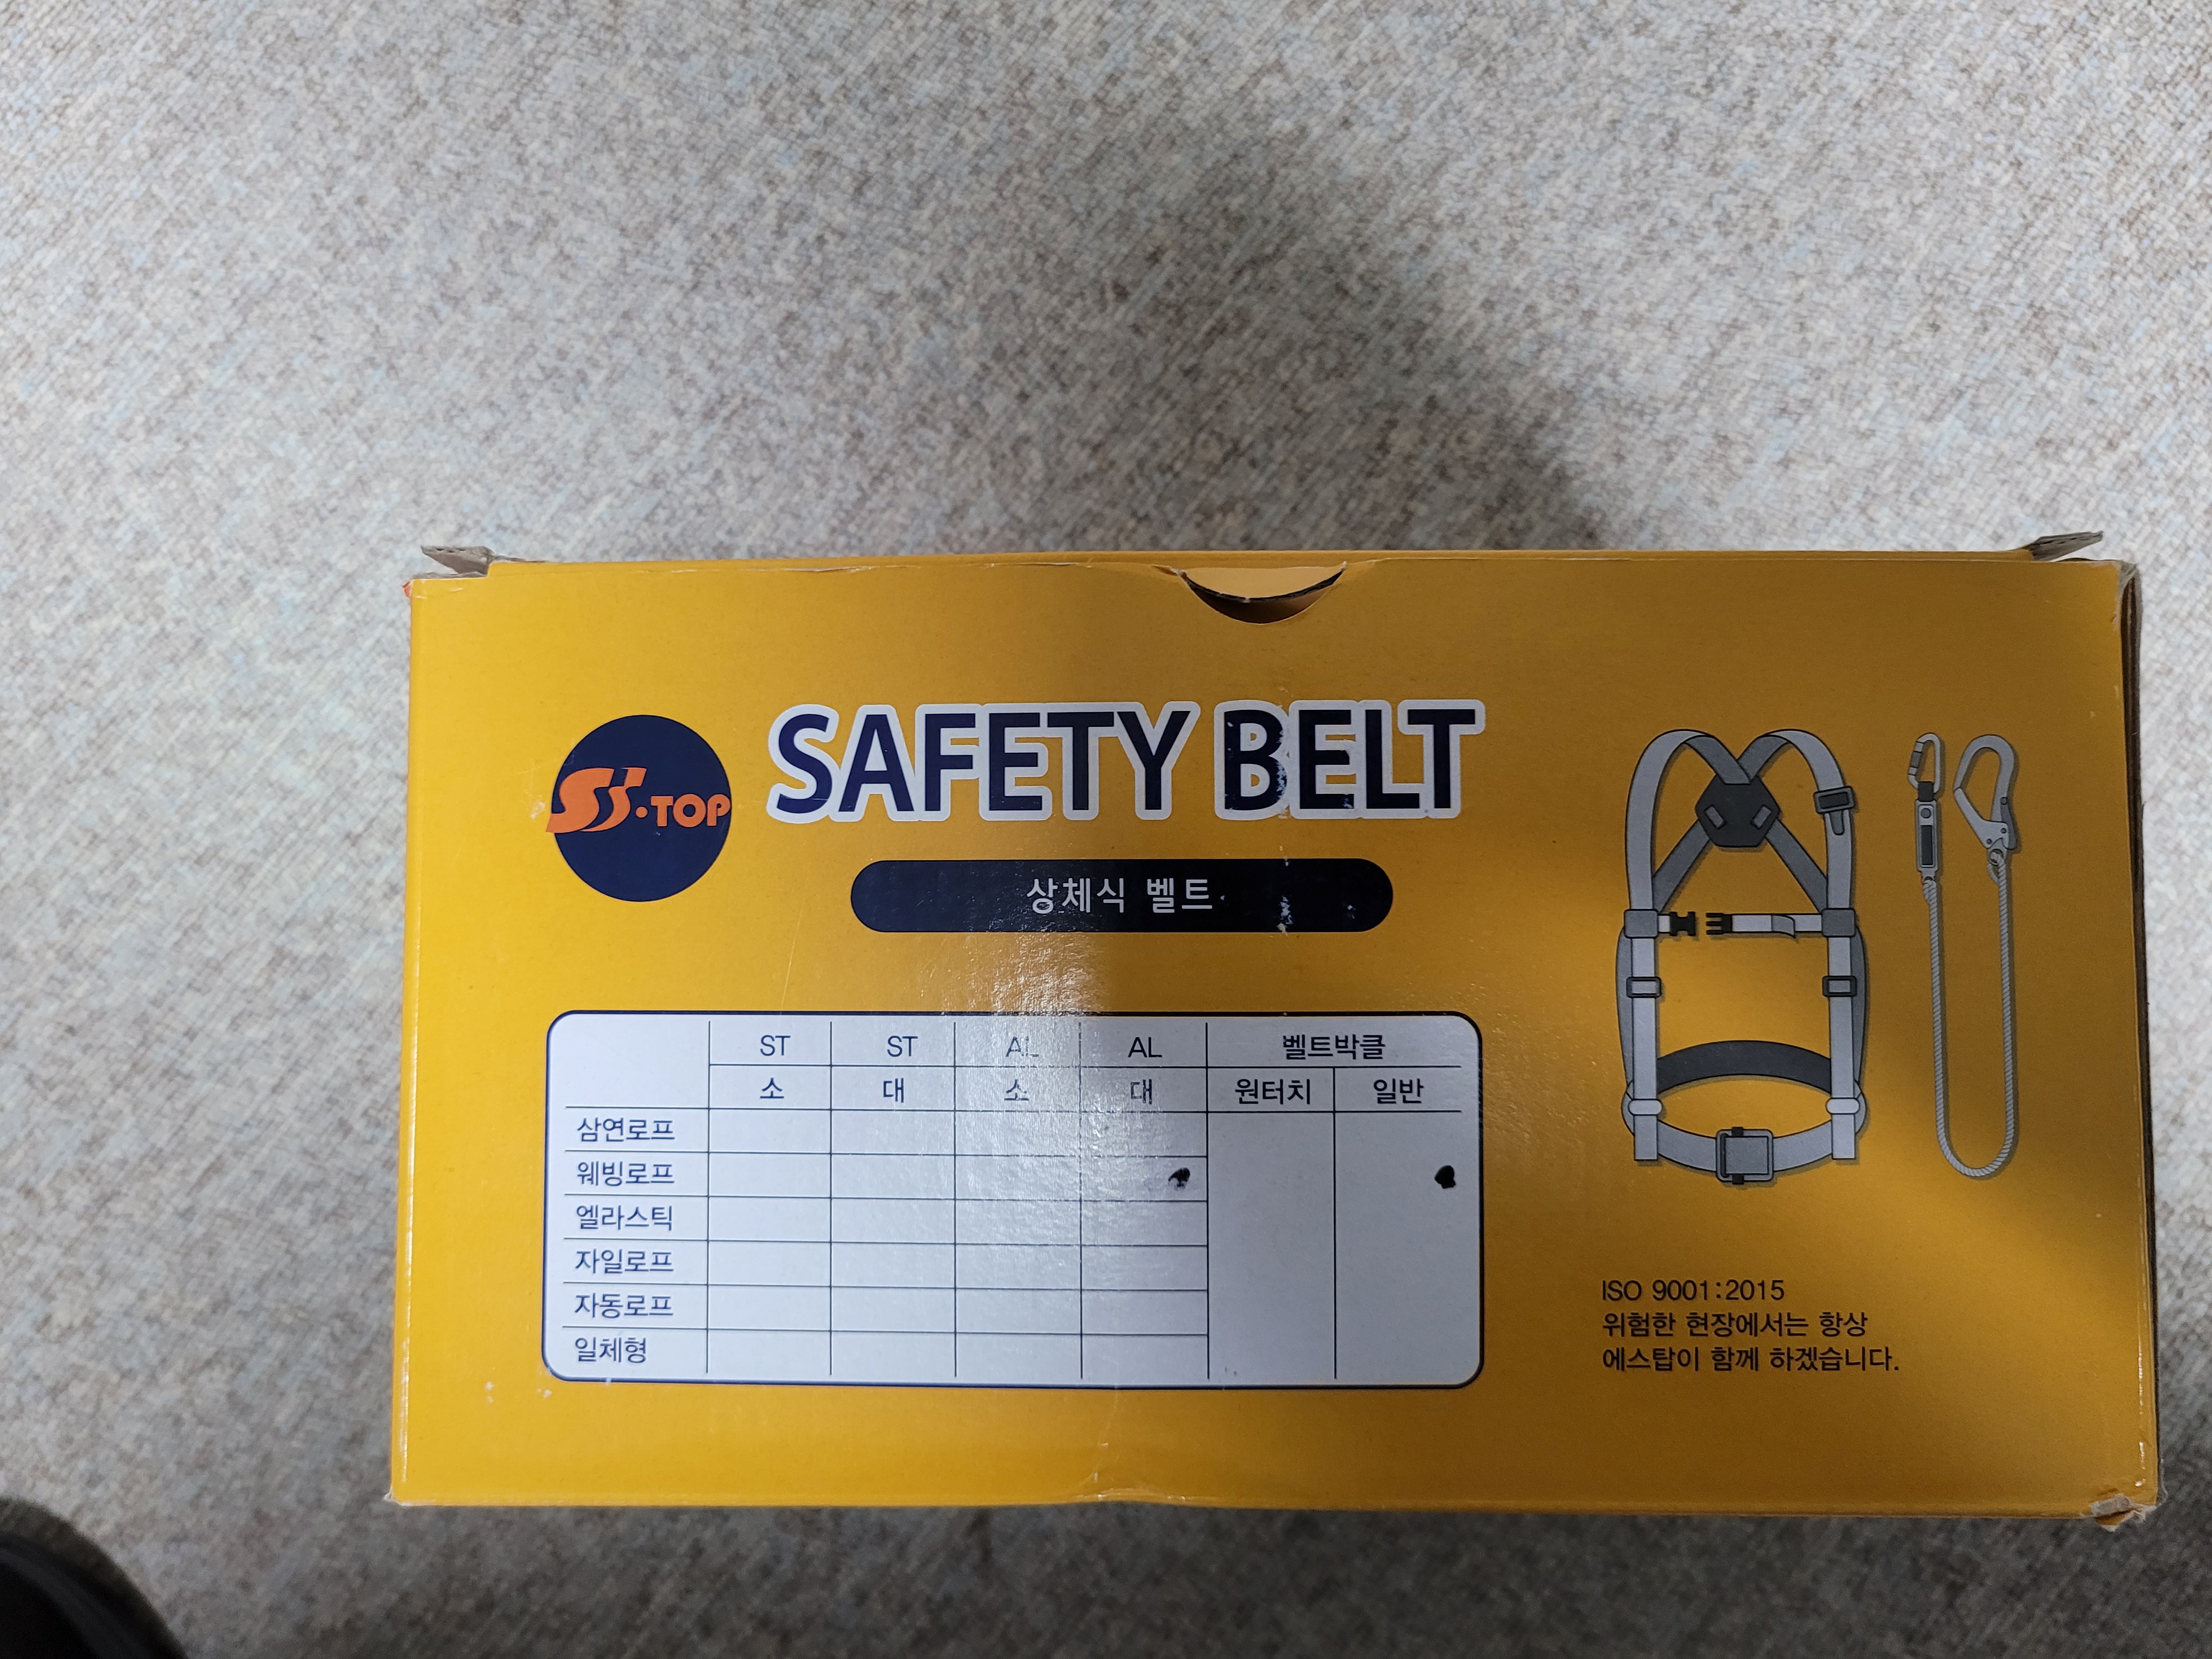 SS·TOP
SAFETY BELT
상체식 벨트
ST ST AL AL 벨트박클
소 대 소 대 원터치 일반
삼연로프
웨빙로프
엘라스틱
자일로프
자동로프
일체형
ISO 9001:2015
위험한 현장에서는 항상
에스탑이 함께 하겠습니다.